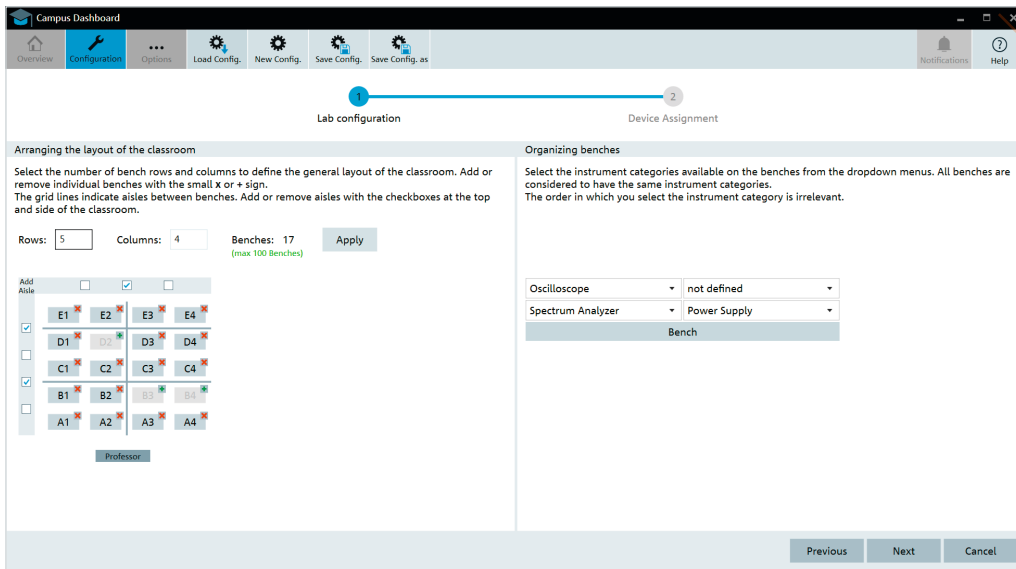 Campus Dashboard
Overview
Configuration
Options
Load Config.
New Config.
Save Config.
Save Config. as
Notifications
Help
1
2
Lab configuration
Device Assignment
Arranging the layout of the classroom
Select the number of bench rows and columns to define the general layout of the classroom. Add or
remove individual benches with the small x or + sign.
The grid lines indicate aisles between benches. Add or remove aisles with the checkboxes at the top
and side of the classroom.
Rows: 5 Columns: 4 Benches: 17 Apply
(max 100 Benches)
Add
Aisle
E1 E2 E3 E4
D1 D2 D3 D4
C1 C2 C3 C4
B1 B2 B3 B4
A1 A2 A3 A4
Professor
Organizing benches
Select the instrument categories available on the benches from the dropdown menus. All benches are
considered to have the same instrument categories.
The order in which you select the instrument category is irrelevant.
Oscilloscope not defined
Spectrum Analyzer Power Supply
Bench
Previous Next Cancel